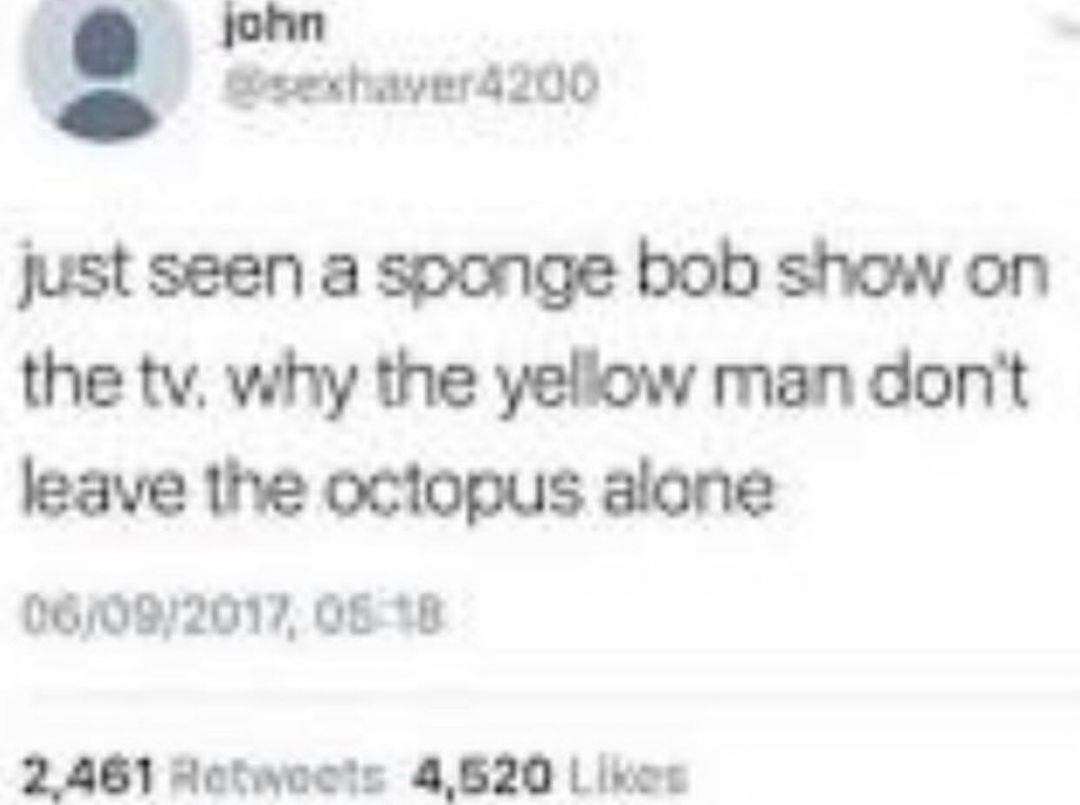 john
@sexhaver4200
just seen a sponge bob show on
the tv. why the yellow man don't
leave the octopus alone
06/09/2017, 05:18
2,461 Retweets 4,520 Likes